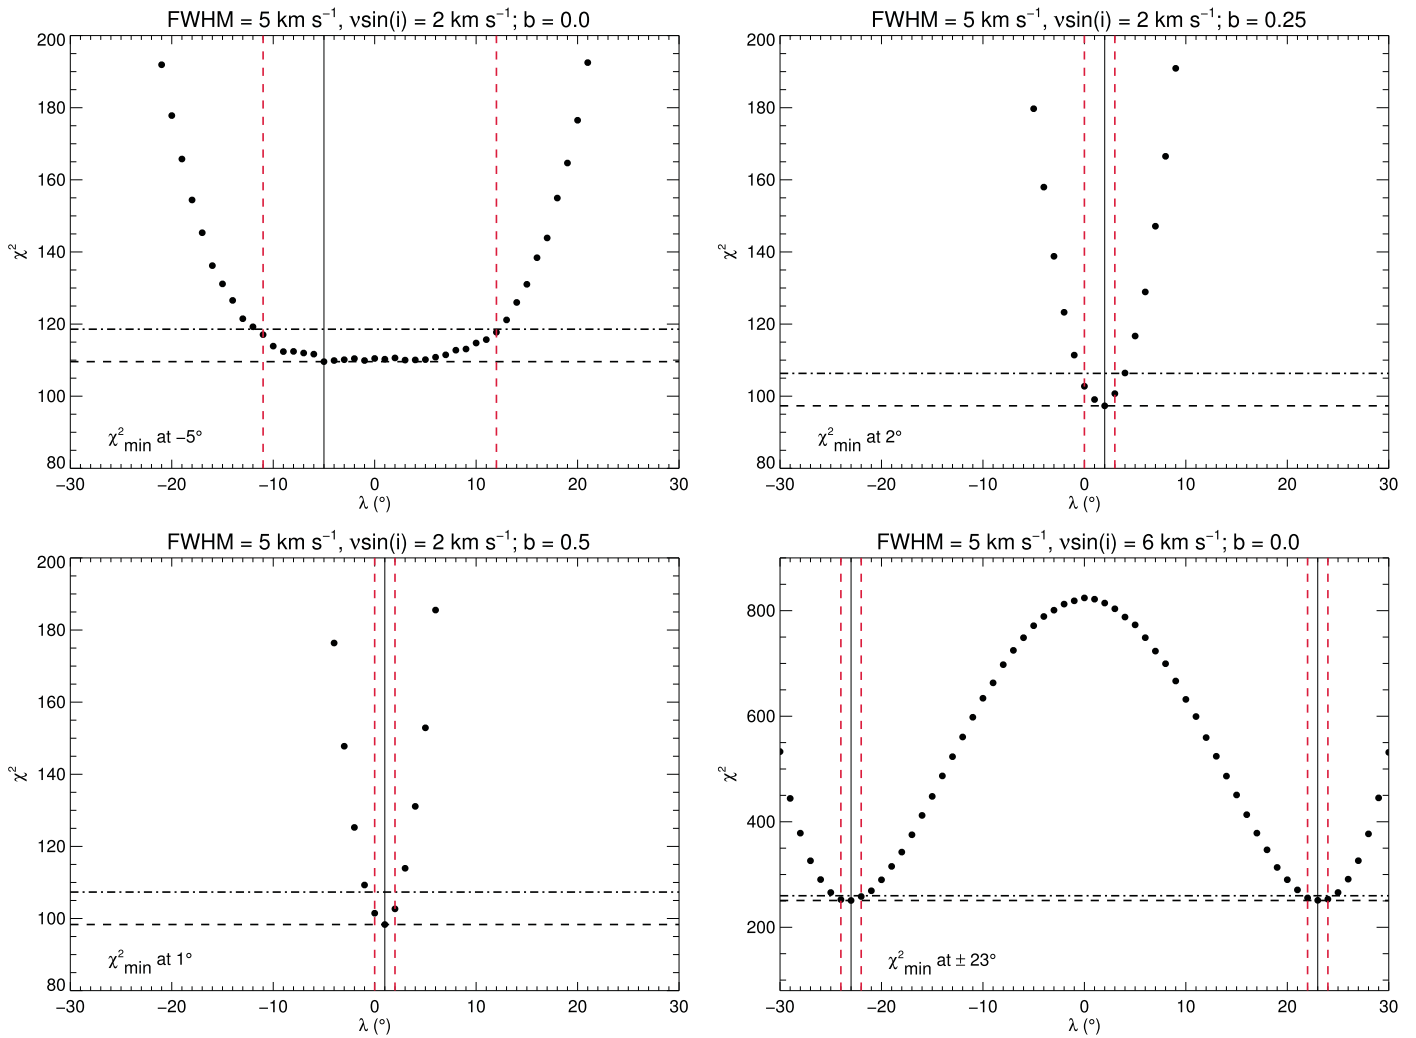 FWHM = 5 km s⁻¹, vsin(i) = 2 km s⁻¹; b = 0.0
200
180
160
140
120
100
80
χ²
χ²min at −5°
−30 −20 −10 0 10 20 30
λ (°)
FWHM = 5 km s⁻¹, vsin(i) = 2 km s⁻¹; b = 0.25
200
180
160
140
120
100
80
χ²
χ²min at 2°
−30 −20 −10 0 10 20 30
λ (°)
FWHM = 5 km s⁻¹, vsin(i) = 2 km s⁻¹; b = 0.5
200
180
160
140
120
100
80
χ²
χ²min at 1°
−30 −20 −10 0 10 20 30
λ (°)
FWHM = 5 km s⁻¹, vsin(i) = 6 km s⁻¹; b = 0.0
800
600
400
200
χ²
χ²min at ± 23°
−30 −20 −10 0 10 20 30
λ (°)